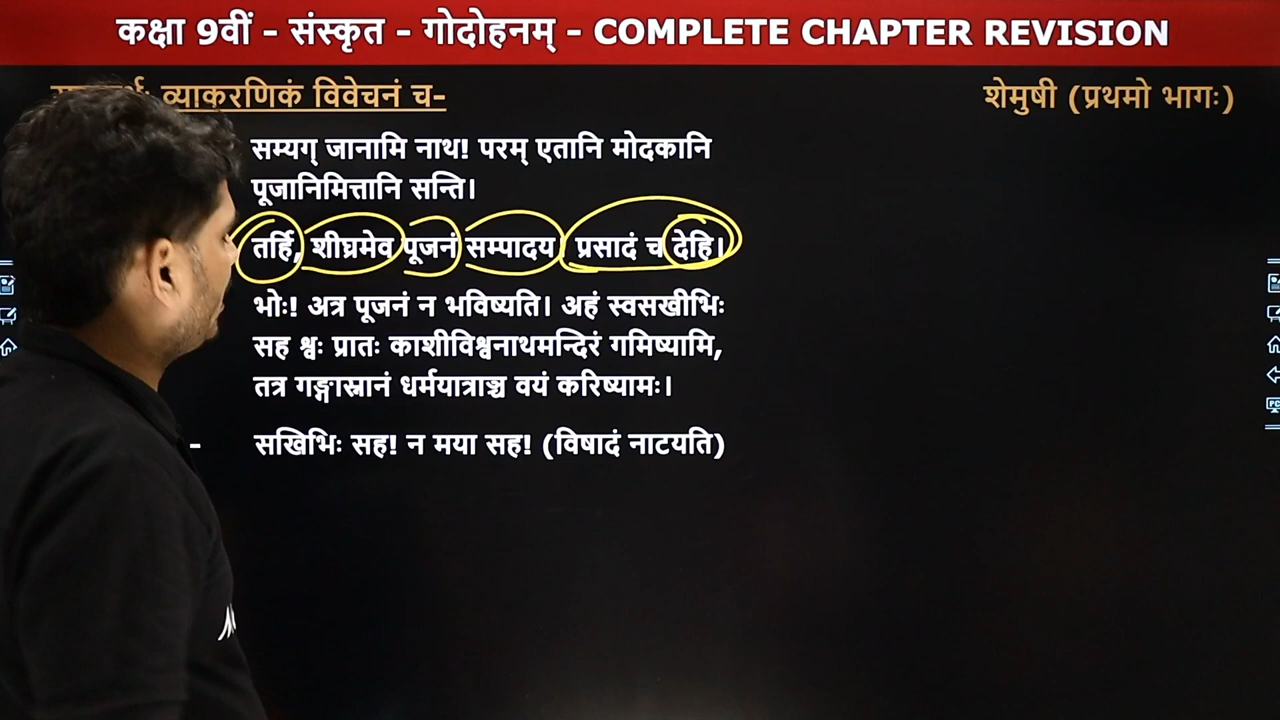 कक्षा 9वीं - संस्कृत - गोदोहनम् - COMPLETE CHAPTER REVISION
व्याकरणिकं विवेचनं च-
शेमुषी (प्रथमो भागः)
सम्यग् जानामि नाथ! परम् एतानि मोदकानि
पूजानिमित्तानि सन्ति।
तर्हि, शीघ्रमेव पूजनं सम्पादय प्रसादं च देहि।
भोः! अत्र पूजनं न भविष्यति। अहं स्वसखीभिः
सह श्वः प्रातः काशीविश्वनाथमन्दिरं गमिष्यामि,
तत्र गङ्गास्नानं धर्मयात्राञ्च वयं करिष्यामः।
- सखिभिः सह! न मया सह! (विषादं नाटयति)